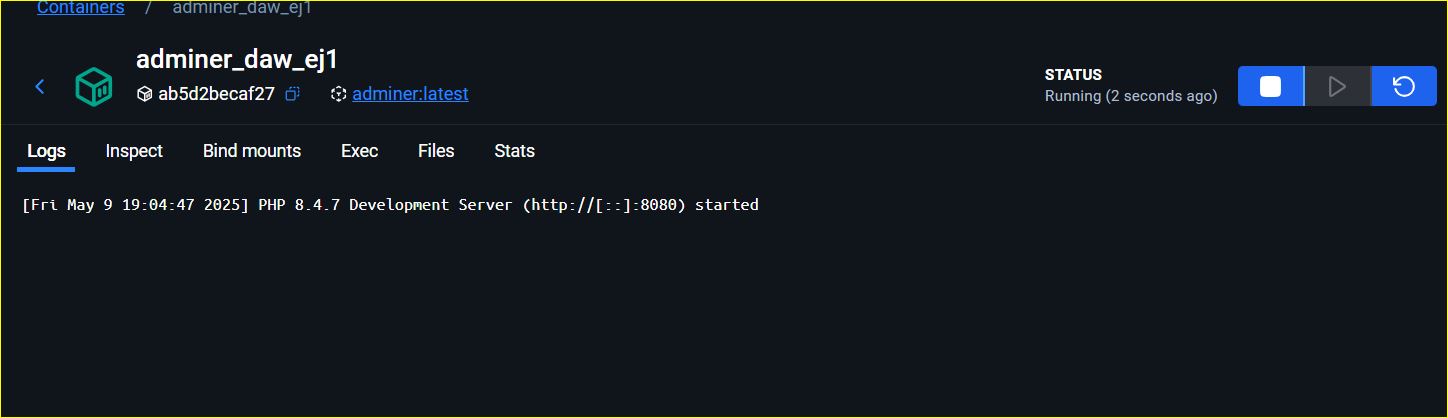 Containers / adminer_daw_ej1
adminer_daw_ej1
ab5d2becaf27 adminer:latest
STATUS
Running (2 seconds ago)
Logs Inspect Bind mounts Exec Files Stats
[Fri May 9 19:04:47 2025] PHP 8.4.7 Development Server (http://[::]:8080) started